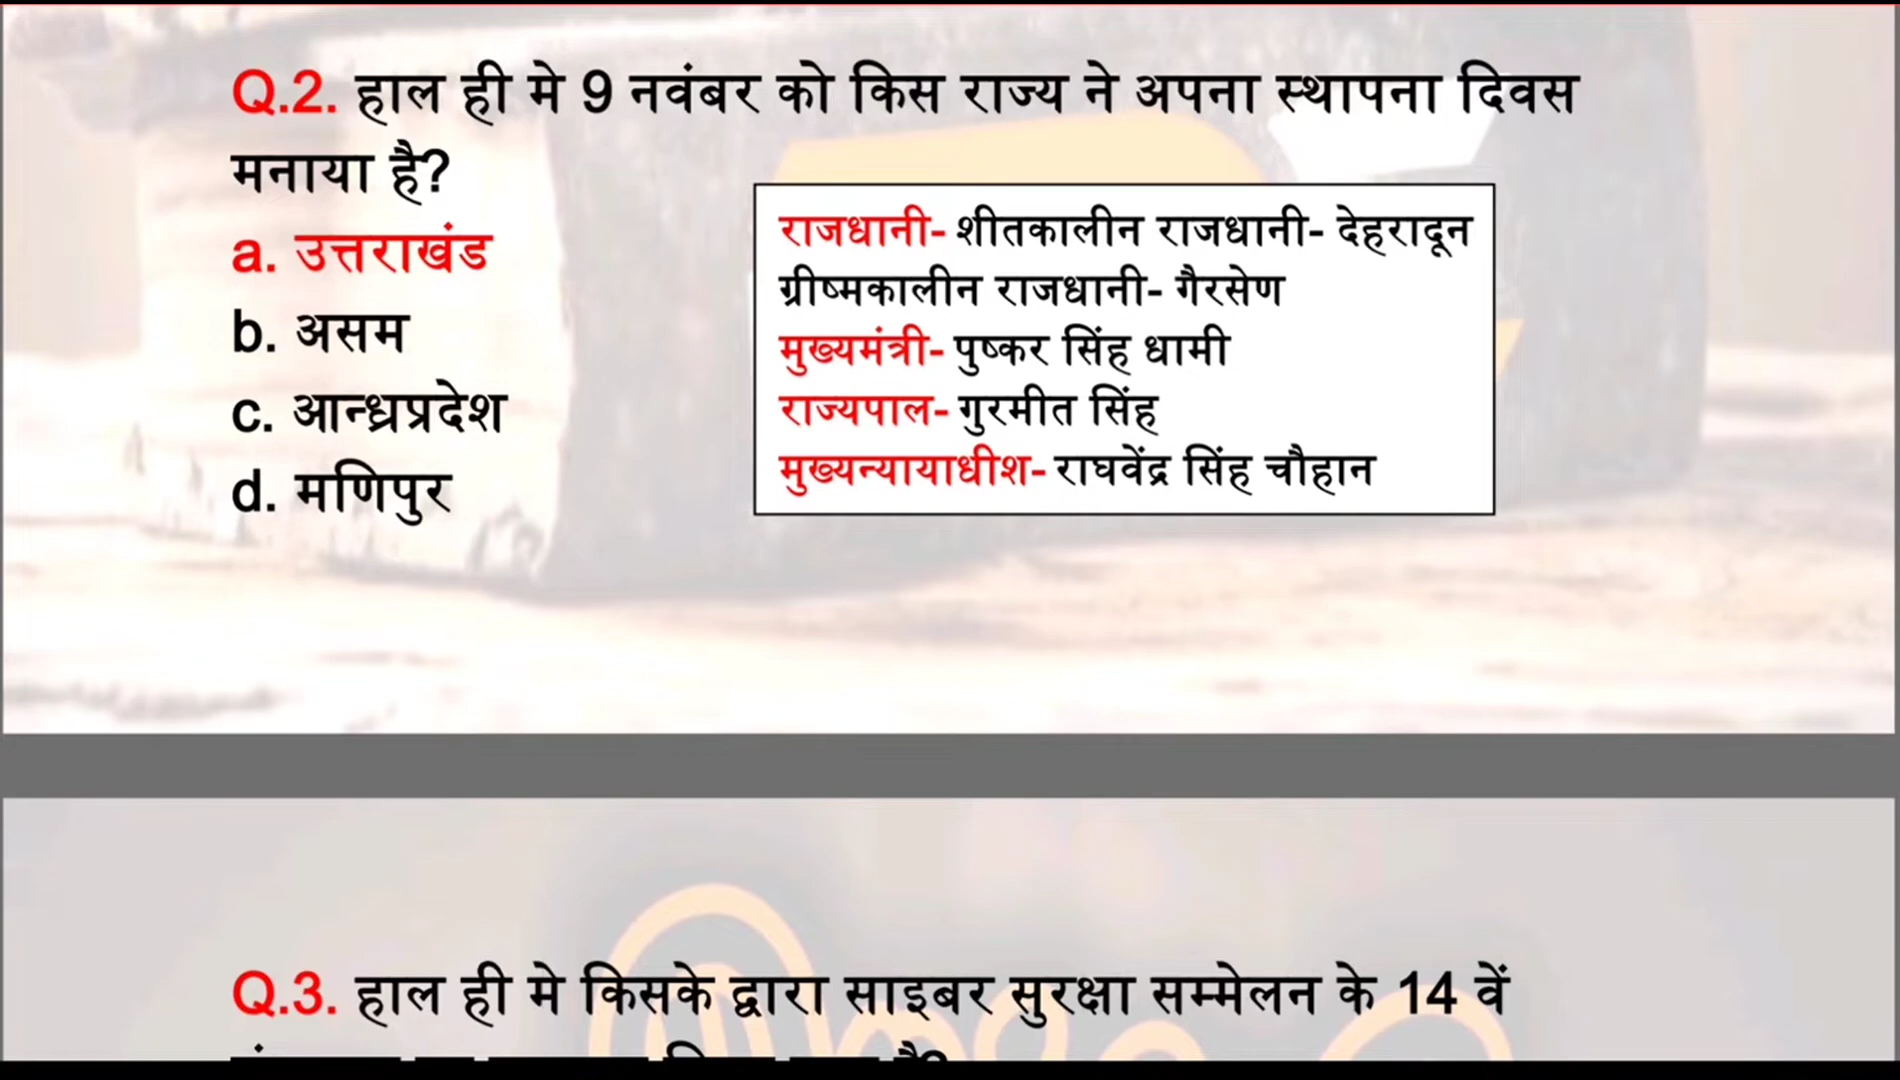 Q.2. हाल ही मे 9 नवंबर को किस राज्य ने अपना स्थापना दिवस
मनाया है?
a. उत्तराखंड
b. असम
c. आन्ध्रप्रदेश
d. मणिपुर
राजधानी- शीतकालीन राजधानी- देहरादून
ग्रीष्मकालीन राजधानी- गैरसेण
मुख्यमंत्री- पुष्कर सिंह धामी
राज्यपाल- गुरमीत सिंह
मुख्यन्यायाधीश- राघवेंद्र सिंह चौहान
Q.3. हाल ही मे किसके द्वारा साइबर सुरक्षा सम्मेलन के 14 वें